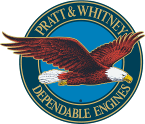 PRATT & WHITNEY
DEPENDABLE ENGINES